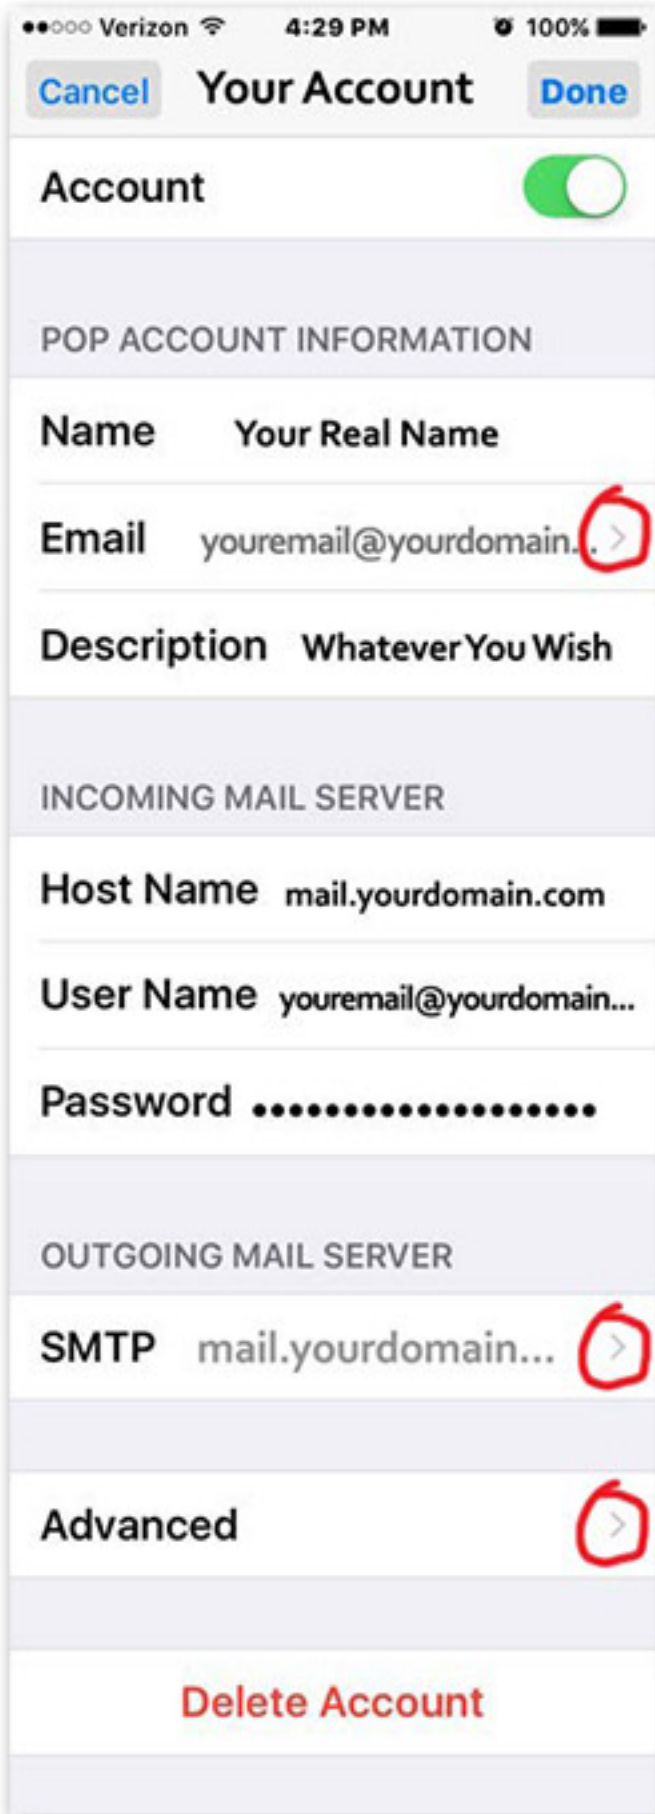 Verizon 4:29 PM 100%
Cancel Your Account Done
Account
POP ACCOUNT INFORMATION
Name Your Real Name
Email youremail@yourdomain...
Description Whatever You Wish
INCOMING MAIL SERVER
Host Name mail.yourdomain.com
User Name youremail@yourdomain...
Password ●●●●●●●●●●●●●●●●●●●
OUTGOING MAIL SERVER
SMTP mail.yourdomain...
Advanced
Delete Account